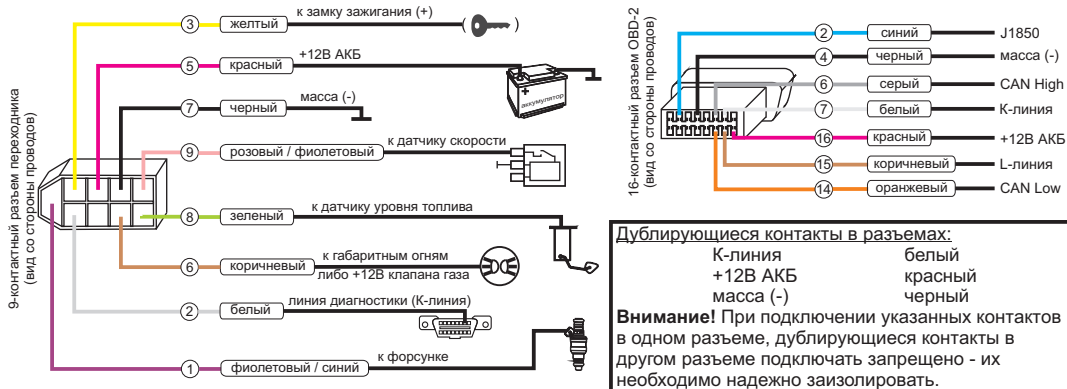 9-контактный разъем переходника
(вид со стороны проводов)
3 желтый к замку зажигания (+)
5 красный +12В АКБ
аккумулятор
7 черный масса (-)
9 розовый / фиолетовый к датчику скорости
8 зеленый к датчику уровня топлива
6 коричневый к габаритным огням
либо +12В клапана газа
2 белый линия диагностики (К-линия)
1 фиолетовый / синий к форсунке
16-контактный разъем OBD-2
(вид со стороны проводов)
2 синий J1850
4 черный масса (-)
6 серый CAN High
7 белый К-линия
16 красный +12В АКБ
15 коричневый L-линия
14 оранжевый CAN Low
Дублирующиеся контакты в разъемах:
К-линия белый
+12В АКБ красный
масса (-) черный
Внимание! При подключении указанных контактов
в одном разъеме, дублирующиеся контакты в
другом разъеме подключать запрещено - их
необходимо надежно заизолировать.